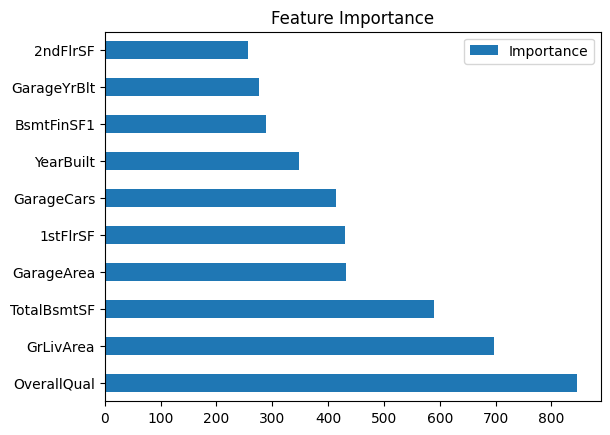 Feature Importance
Importance
2ndFlrSF
GarageYrBlt
BsmtFinSF1
YearBuilt
GarageCars
1stFlrSF
GarageArea
TotalBsmtSF
GrLivArea
OverallQual
0 100 200 300 400 500 600 700 800